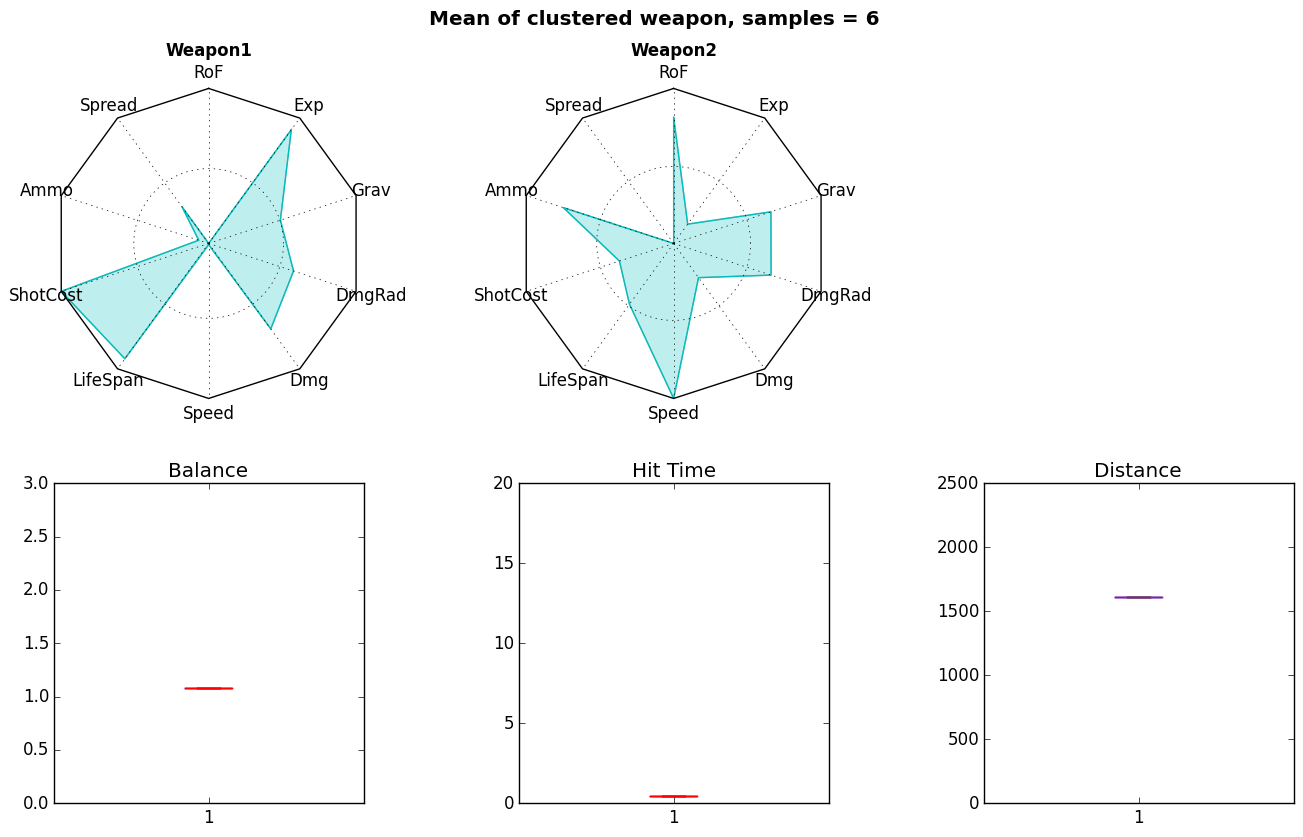 Mean of clustered weapon, samples = 6
Weapon1
RoF
Spread
Exp
Ammo
Grav
ShotCost
DmgRad
LifeSpan
Dmg
Speed
Weapon2
RoF
Spread
Exp
Ammo
Grav
ShotCost
DmgRad
LifeSpan
Dmg
Speed
Balance
3.0
2.5
2.0
1.5
1.0
0.5
0.0
1
Hit Time
20
15
10
5
0
1
Distance
2500
2000
1500
1000
500
0
1